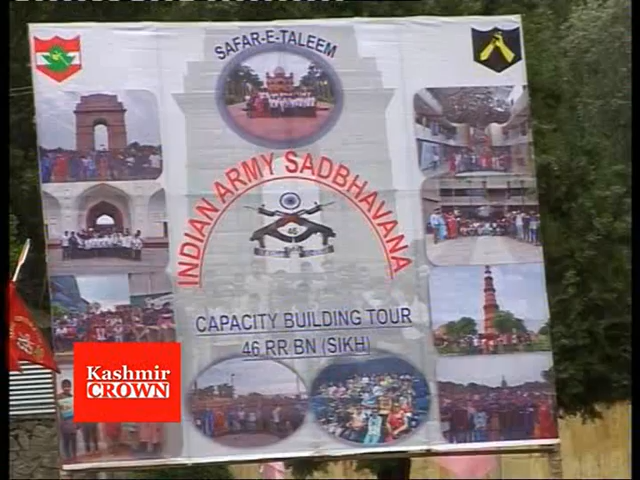 SAFAR-E-TALEEM
INDIAN ARMY SADBHAVANA
46
CAPACITY BUILDING TOUR
46 RR BN (SIKH)
Kashmir
CROWN